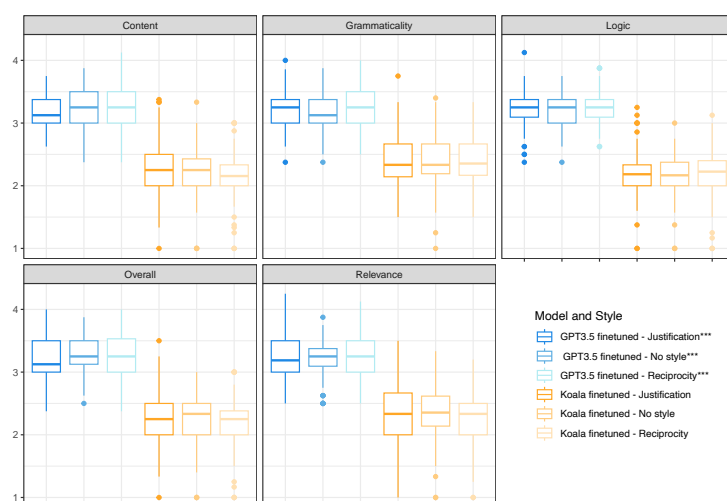 Content
Grammaticality
Logic
4
3
2
1
Overall
Relevance
4
3
2
1
Model and Style
GPT3.5 finetuned - Justification***
GPT3.5 finetuned - No style***
GPT3.5 finetuned - Reciprocity***
Koala finetuned - Justification
Koala finetuned - No style
Koala finetuned - Reciprocity